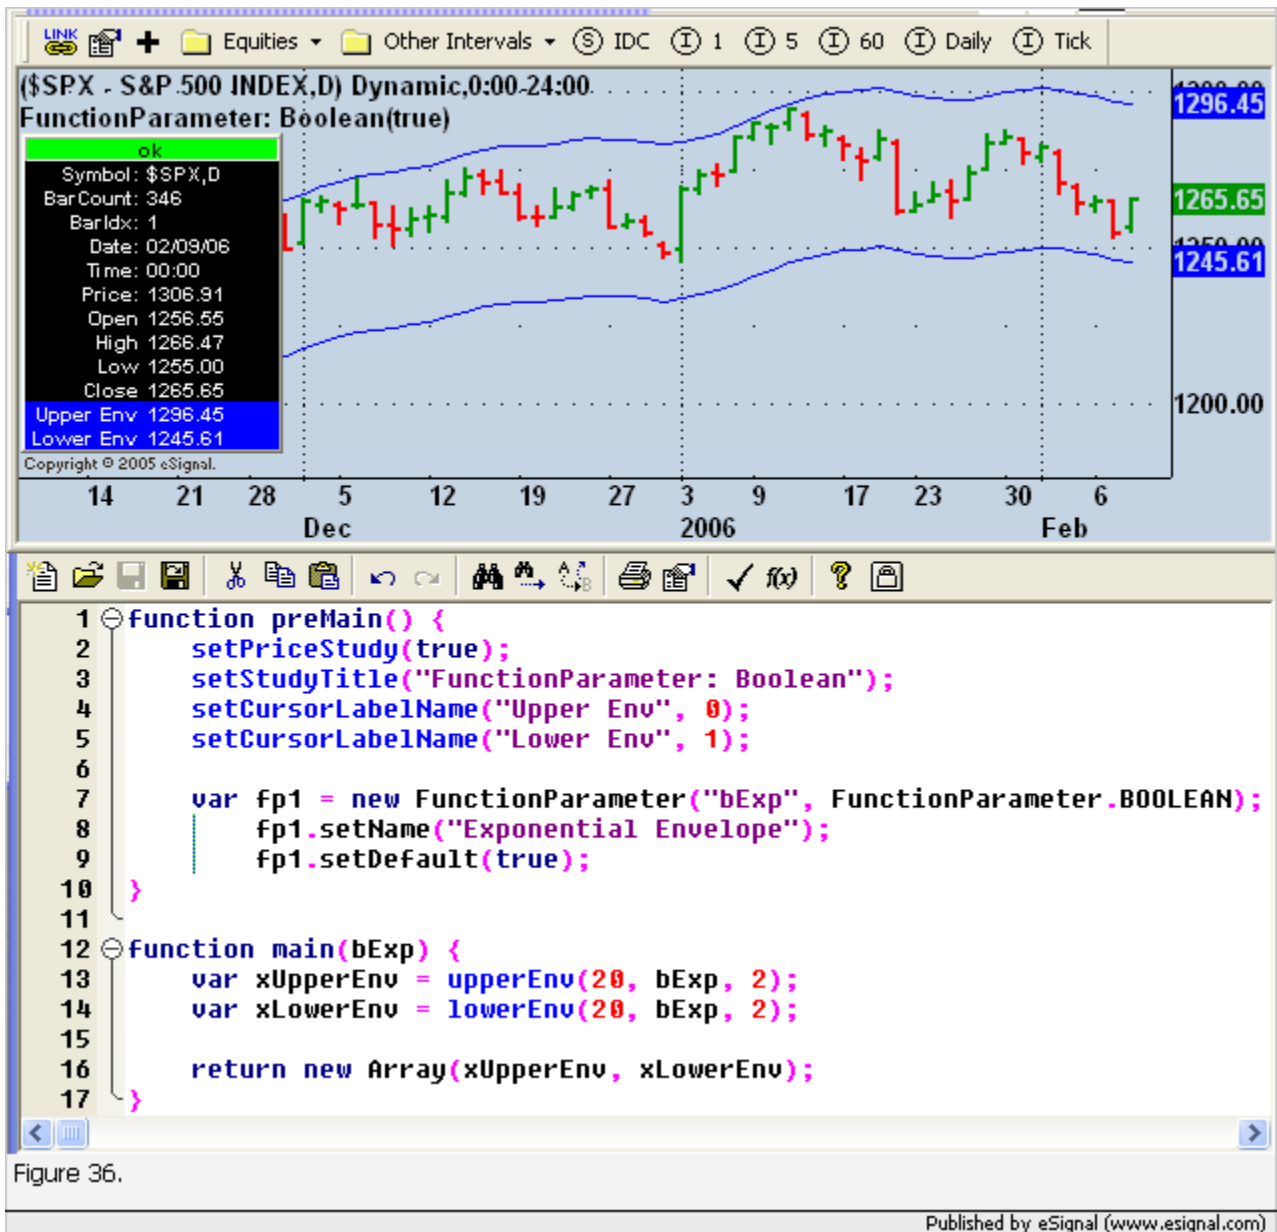 LINK Equities Other Intervals S IDC I 1 I 5 I 60 I Daily I Tick
($SPX - S&P 500 INDEX,D) Dynamic,0:00-24:00
FunctionParameter: Boolean(true)
1296.45
ok
Symbol: $SPX,D
BarCount: 346
BarIdx: 1
Date: 02/09/06
Time: 00:00
Price: 1306.91
Open 1256.55
High 1266.47
Low 1255.00
Close 1265.65
Upper Env 1296.45
Lower Env 1245.61
1265.65
1250.00
1245.61
1200.00
Copyright © 2005 eSignal.
14 21 28 5 12 19 27 3 9 17 23 30 6
Dec 2006 Feb
1 function preMain() {
2 setPriceStudy(true);
3 setStudyTitle("FunctionParameter: Boolean");
4 setCursorLabelName("Upper Env", 0);
5 setCursorLabelName("Lower Env", 1);
6
7 var fp1 = new FunctionParameter("bExp", FunctionParameter.BOOLEAN);
8 fp1.setName("Exponential Envelope");
9 fp1.setDefault(true);
10 }
11
12 function main(bExp) {
13 var xUpperEnv = upperEnv(20, bExp, 2);
14 var xLowerEnv = lowerEnv(20, bExp, 2);
15
16 return new Array(xUpperEnv, xLowerEnv);
17 }
Figure 36.
Published by eSignal (www.esignal.com)